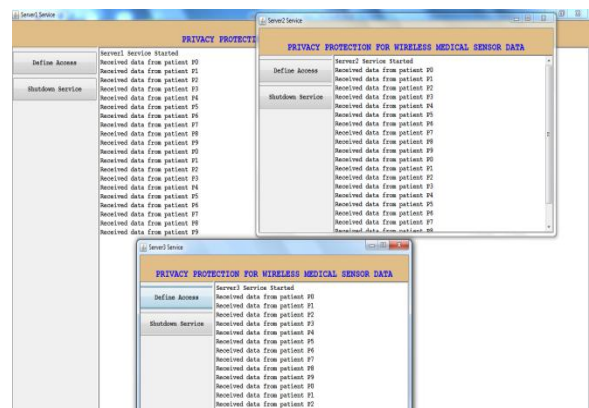 Server1 Service
PRIVACY PROTECTI
Define Access
Shutdown Service
Server1 Service Started
Received data from patient P0
Received data from patient P1
Received data from patient P2
Received data from patient P3
Received data from patient P4
Received data from patient P5
Received data from patient P6
Received data from patient P7
Received data from patient P8
Received data from patient P9
Received data from patient P0
Received data from patient P1
Received data from patient P2
Received data from patient P3
Received data from patient P4
Received data from patient P5
Received data from patient P6
Received data from patient P7
Received data from patient P8
Received data from patient P9
Server2 Service
PRIVACY PROTECTION FOR WIRELESS MEDICAL SENSOR DATA
Define Access
Shutdown Service
Server2 Service Started
Received data from patient P0
Received data from patient P1
Received data from patient P2
Received data from patient P3
Received data from patient P4
Received data from patient P5
Received data from patient P6
Received data from patient P7
Received data from patient P8
Received data from patient P9
Received data from patient P0
Received data from patient P1
Received data from patient P2
Received data from patient P3
Received data from patient P4
Received data from patient P5
Received data from patient P6
Received data from patient P7
Received data from patient P8
Server3 Service
PRIVACY PROTECTION FOR WIRELESS MEDICAL SENSOR DATA
Define Access
Shutdown Service
Server3 Service Started
Received data from patient P0
Received data from patient P1
Received data from patient P2
Received data from patient P3
Received data from patient P4
Received data from patient P5
Received data from patient P6
Received data from patient P7
Received data from patient P8
Received data from patient P9
Received data from patient P0
Received data from patient P1
Received data from patient P2